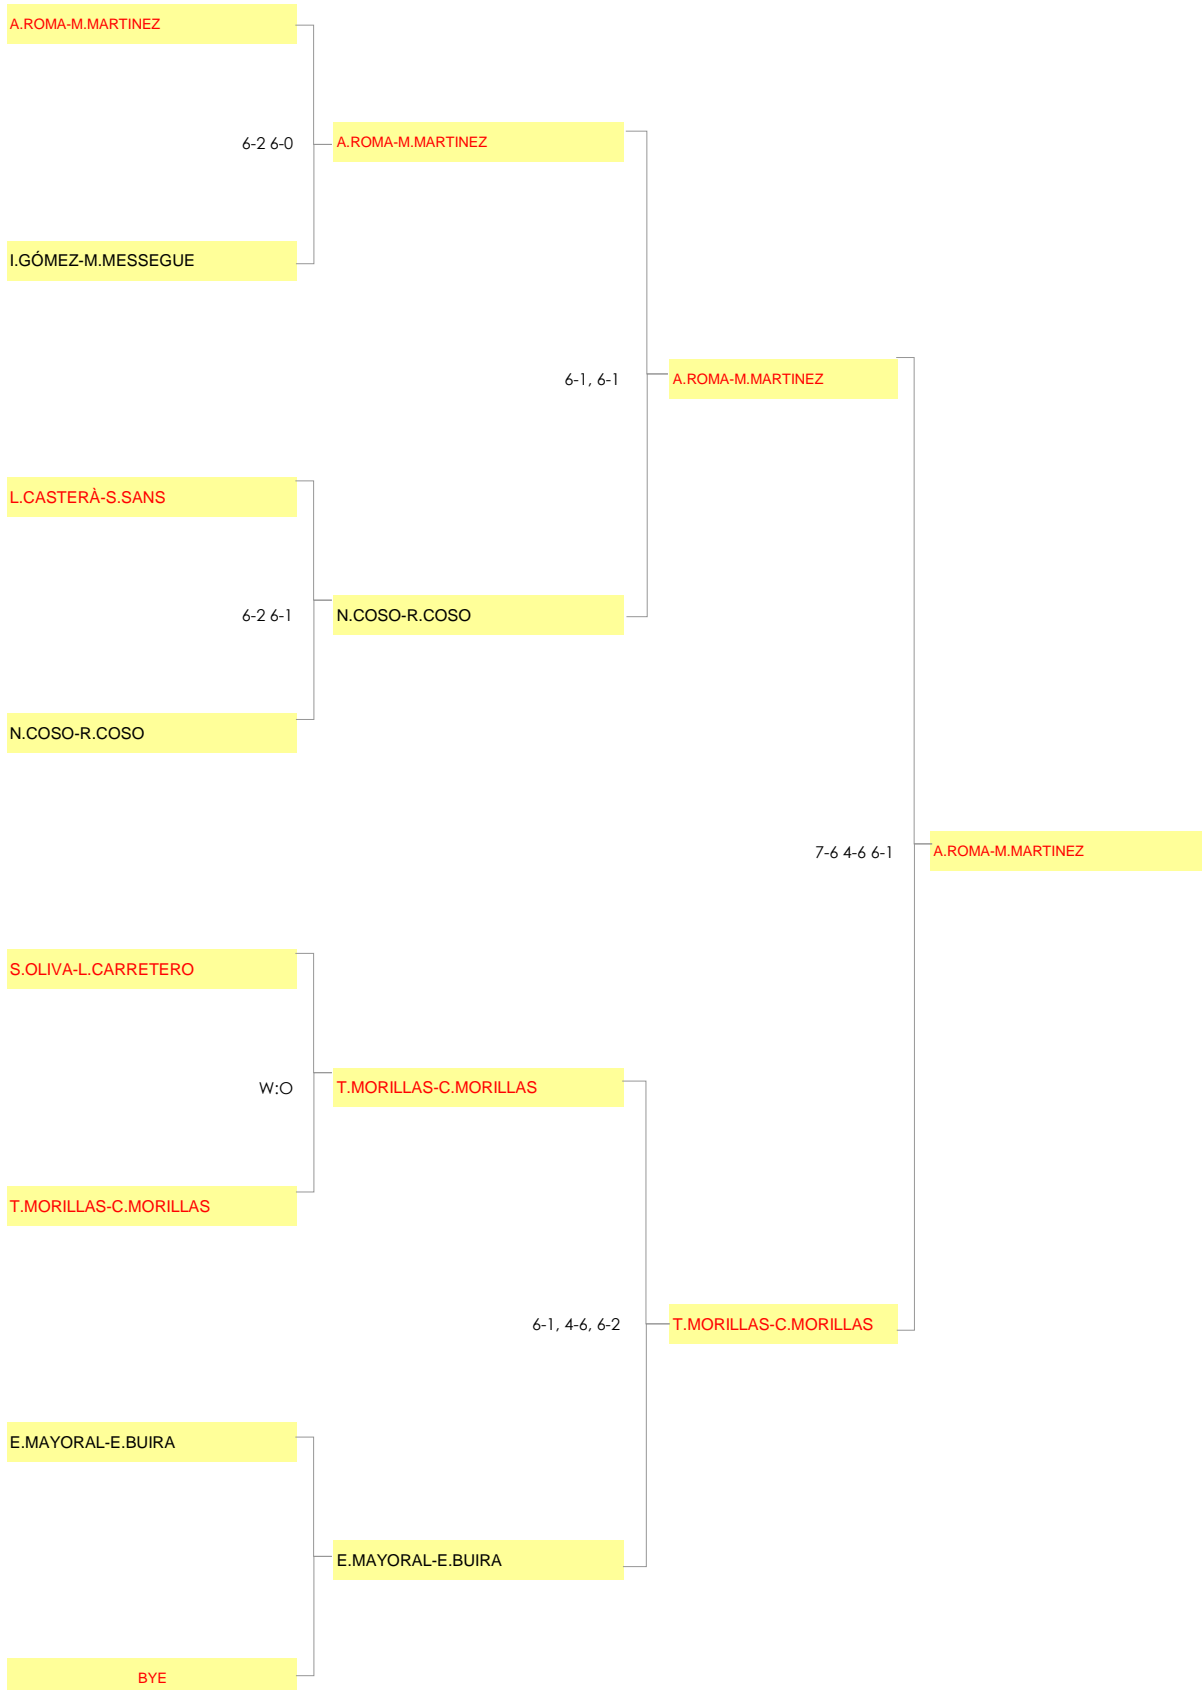 A.ROMA-M.MARTINEZ
6-2 6-0
A.ROMA-M.MARTINEZ
I.GÓMEZ-M.MESSEGUE
6-1, 6-1
A.ROMA-M.MARTINEZ
L.CASTERÀ-S.SANS
6-2 6-1
N.COSO-R.COSO
N.COSO-R.COSO
7-6 4-6 6-1
A.ROMA-M.MARTINEZ
S.OLIVA-L.CARRETERO
W:O
T.MORILLAS-C.MORILLAS
T.MORILLAS-C.MORILLAS
6-1, 4-6, 6-2
T.MORILLAS-C.MORILLAS
E.MAYORAL-E.BUIRA
E.MAYORAL-E.BUIRA
BYE